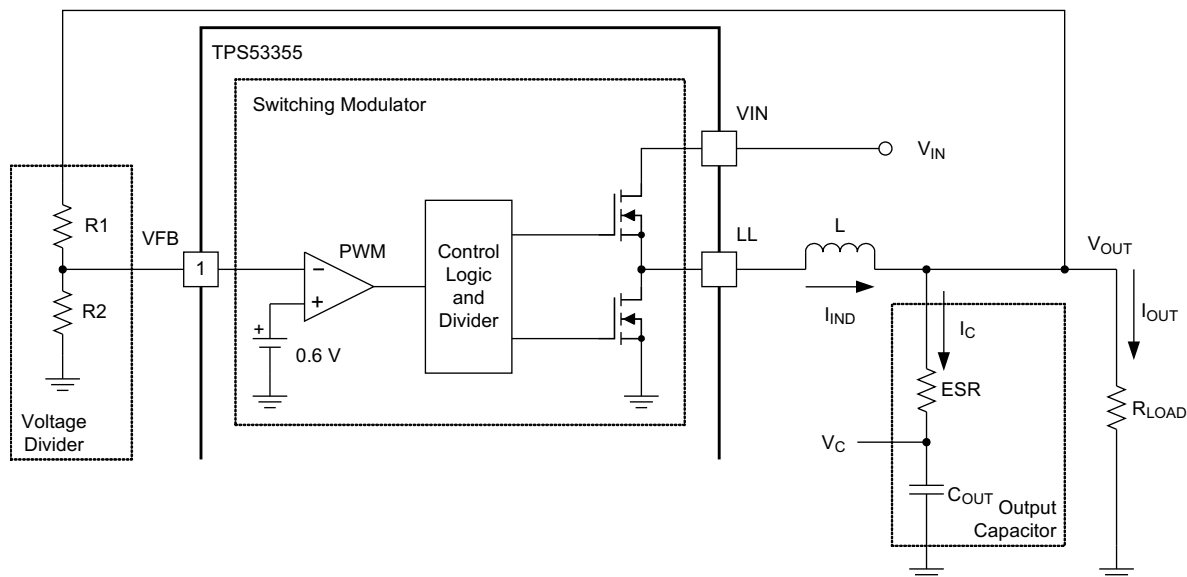 TPS53355
Switching Modulator
VIN
V_IN
R1
VFB
1
PWM
Control
Logic
and
Divider
LL
L
V_OUT
R2
−
+
+
0.6 V
I_IND
I_C
I_OUT
ESR
R_LOAD
Voltage
Divider
V_C
C_OUT
Output
Capacitor